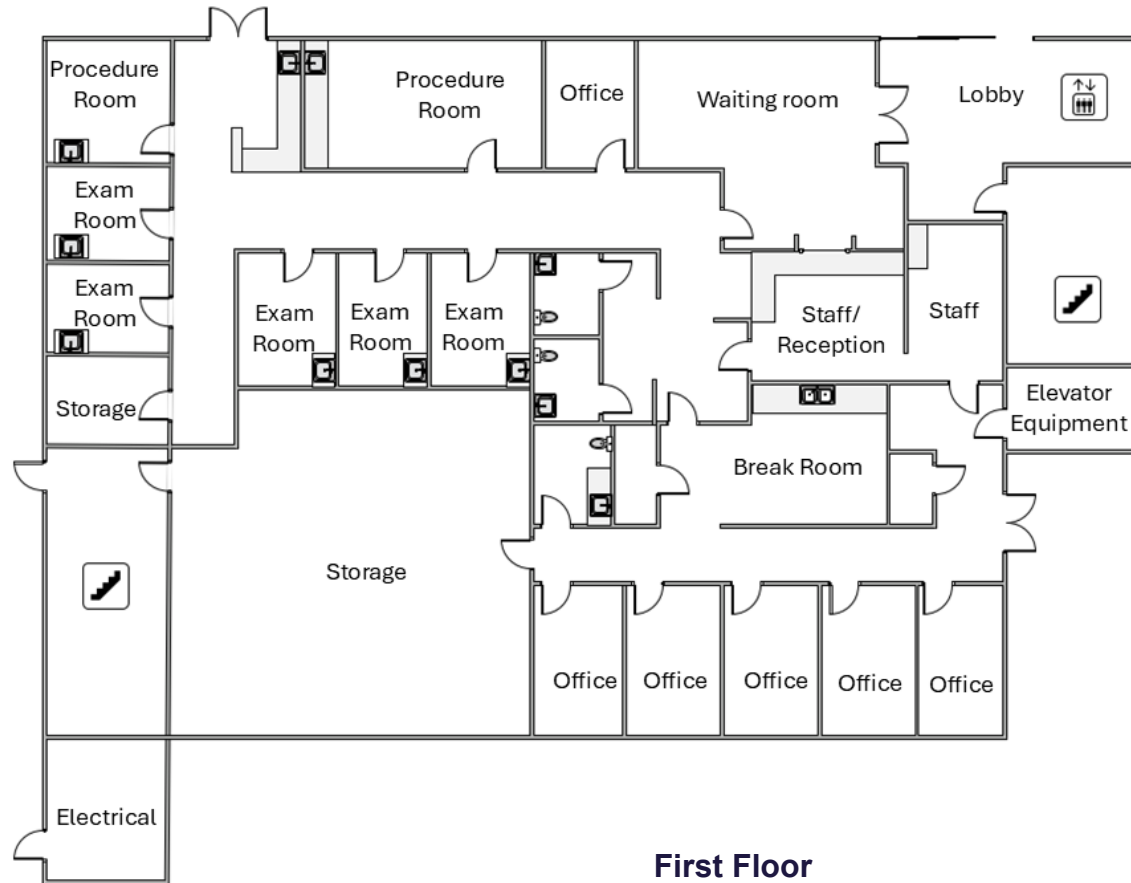 Procedure
Room
Procedure
Room
Office
Waiting room
Lobby
Exam
Room
Exam
Room
Exam
Room
Exam
Room
Exam
Room
Staff/
Reception
Staff
Storage
Elevator
Equipment
Break Room
Storage
Office
Office
Office
Office
Office
Electrical
First Floor